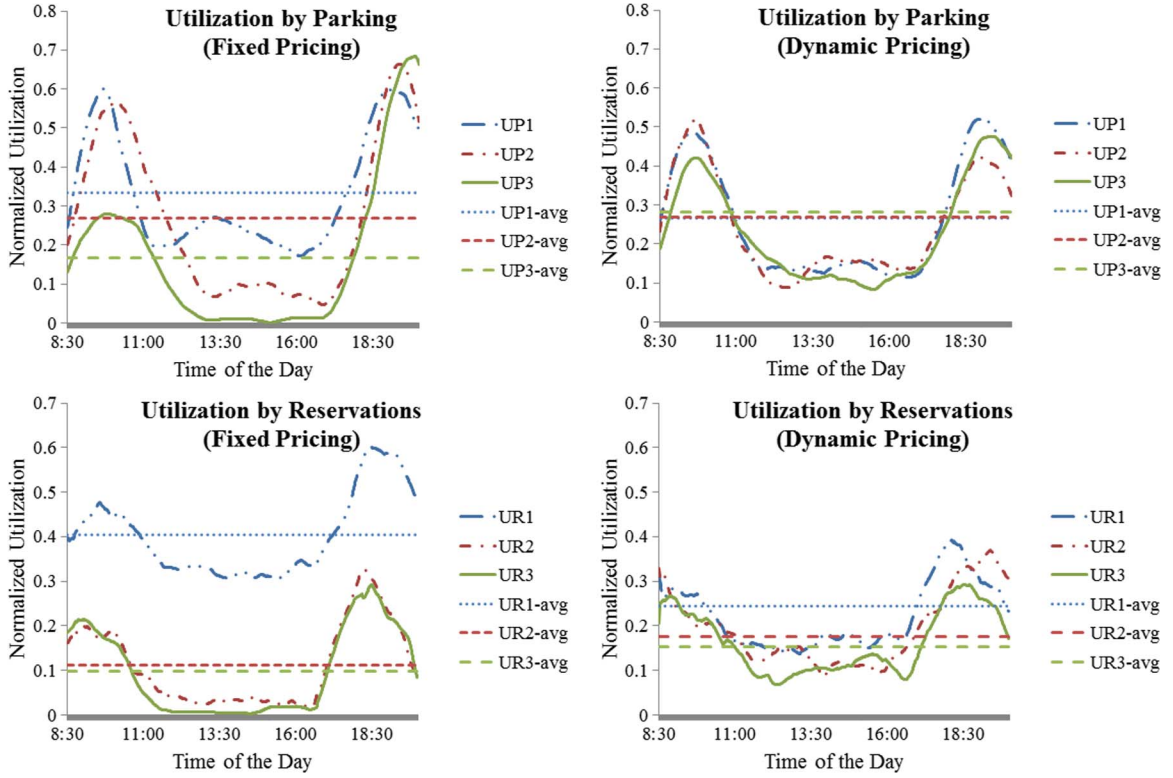 Utilization by Parking
(Fixed Pricing)
Normalized Utilization
0.8
0.7
0.6
0.5
0.4
0.3
0.2
0.1
0
8:30
11:00
13:30
16:00
18:30
Time of the Day
UP1
UP2
UP3
UP1-avg
UP2-avg
UP3-avg
Utilization by Parking
(Dynamic Pricing)
Normalized Utilization
0.8
0.7
0.6
0.5
0.4
0.3
0.2
0.1
0
8:30
11:00
13:30
16:00
18:30
Time of the Day
UP1
UP2
UP3
UP1-avg
UP2-avg
UP3-avg
Utilization by Reservations
(Fixed Pricing)
Normalized Utilization
0.7
0.6
0.5
0.4
0.3
0.2
0.1
0
8:30
11:00
13:30
16:00
18:30
Time of the Day
UR1
UR2
UR3
UR1-avg
UR2-avg
UR3-avg
Utilization by Reservations
(Dynamic Pricing)
Normalized Utilization
0.7
0.6
0.5
0.4
0.3
0.2
0.1
0
8:30
11:00
13:30
16:00
18:30
Time of the Day
UR1
UR2
UR3
UR1-avg
UR2-avg
UR3-avg